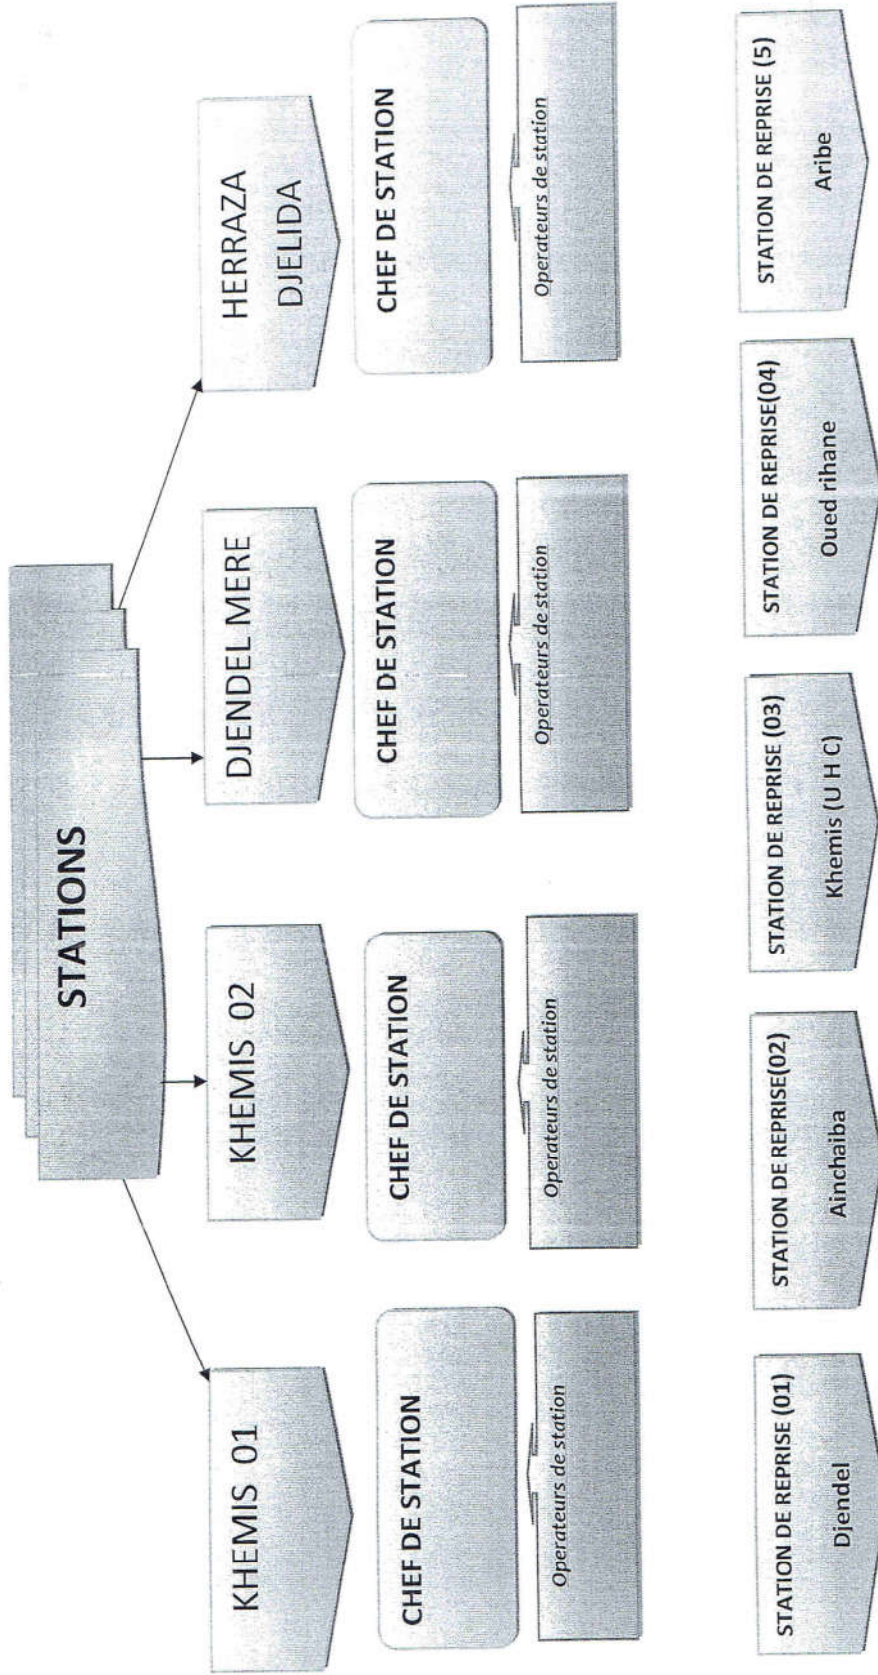 STATIONS
KHEMIS 01
KHEMIS 02
DJENDEL MERE
HERRAZA
DJELIDA
CHEF DE STATION
CHEF DE STATION
CHEF DE STATION
CHEF DE STATION
Operateurs de station
Operateurs de station
Operateurs de station
Operateurs de station
STATION DE REPRISE (01)
Djendel
STATION DE REPRISE(02)
Ainchaiba
STATION DE REPRISE (03)
Khemis (U H C)
STATION DE REPRISE(04)
Oued rihane
STATION DE REPRISE (5)
Aribe